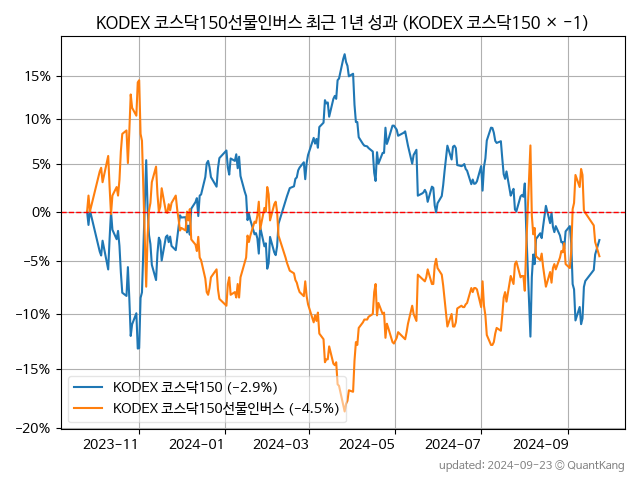 KODEX 코스닥150선물인버스 최근 1년 성과 (KODEX 코스닥150 × −1)
15%
10%
5%
0%
−5%
−10%
−15%
−20%
KODEX 코스닥150 (−2.9%)
KODEX 코스닥150선물인버스 (−4.5%)
2023-11 2024-01 2024-03 2024-05 2024-07 2024-09
updated: 2024-09-23 ⓒ QuantKang